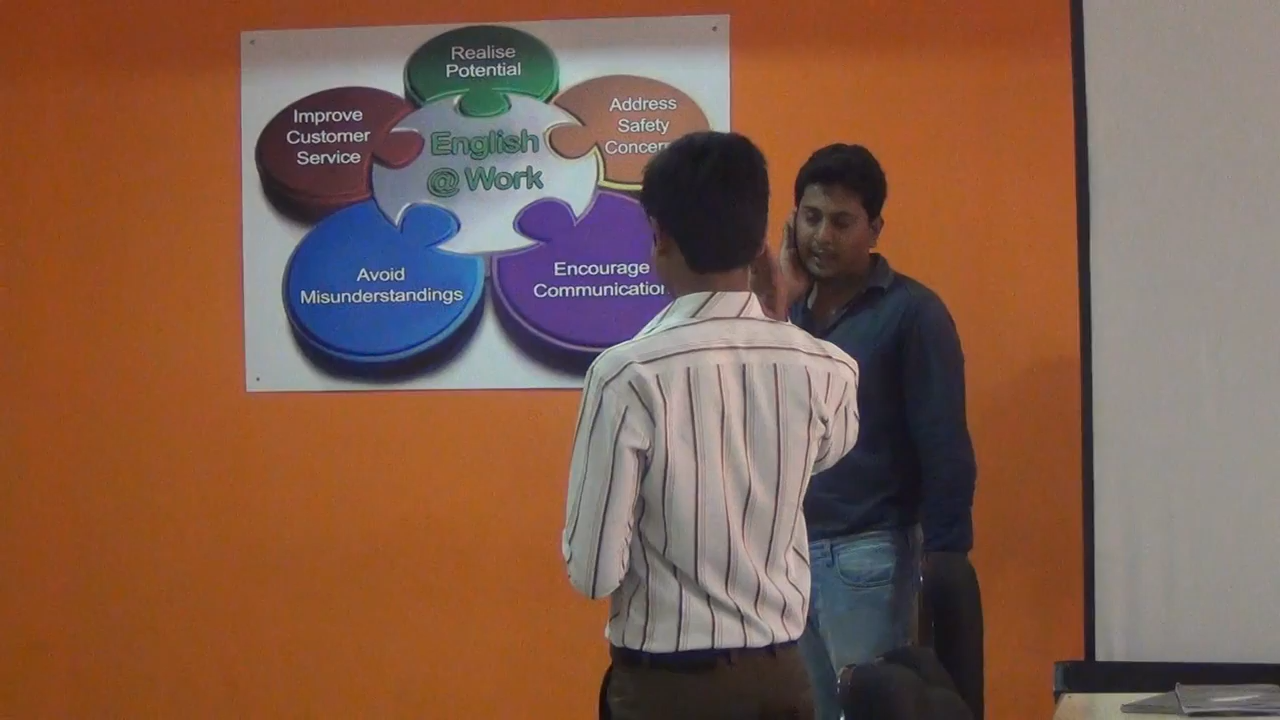 Realise
Potential
Improve
Customer
Service
Address
Safety
English
@ Work
Avoid
Misunderstandings
Encourage